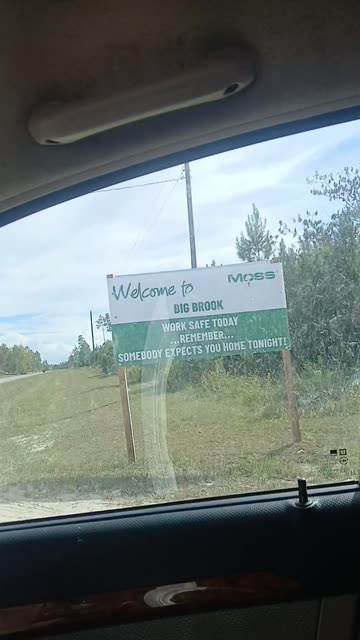 Welcome to MOSS
BIG BROOK
WORK SAFE TODAY
...REMEMBER...
SOMEBODY EXPECTS YOU HOME TONIGHT!